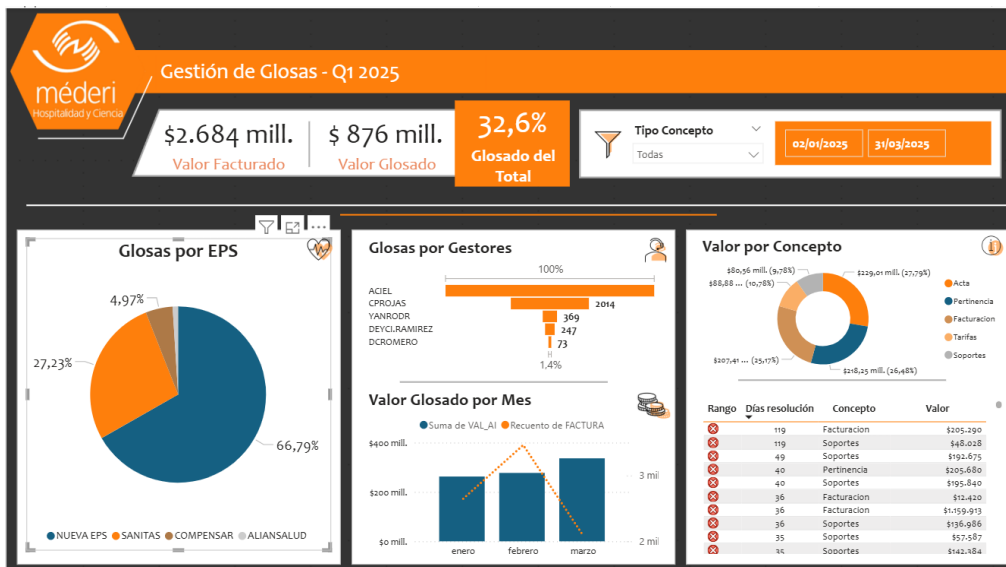 méderi
Hospitalidad y Ciencia
Gestión de Glosas - Q1 2025
$2.684 mill.
Valor Facturado
$ 876 mill.
Valor Glosado
32,6%
Glosado del
Total
Tipo Concepto
Todas
02/01/2025
31/03/2025
Glosas por EPS
4,97%
27,23%
66,79%
NUEVA EPS SANITAS COMPENSAR ALIANSALUD
Glosas por Gestores
100%
ACIEL
CPROJAS 2014
YANRODR 369
DEYCI.RAMIREZ 247
DCROMERO 73
1,4%
Valor Glosado por Mes
Suma de VAL_AI Recuento de FACTURA
$400 mill.
$200 mill.
$0 mill.
3 mil
2 mil
enero febrero marzo
Valor por Concepto
$80,56 mill. (9,78%)
$229,01 mill (27,79%)
$88,88 ... (10,78%)
$207,41 ... (25,17%)
$218,25 mill. (26,48%)
Acta
Pertinencia
Facturacion
Tarifas
Soportes
Rango Días resolución Concepto Valor
119 Facturacion $205.290
119 Soportes $48.028
49 Soportes $192.675
40 Pertinencia $205.680
40 Soportes $195.840
36 Facturacion $12.420
36 Facturacion $1.159.913
36 Soportes $136.986
35 Soportes $57.587
35 Soportes $142.384